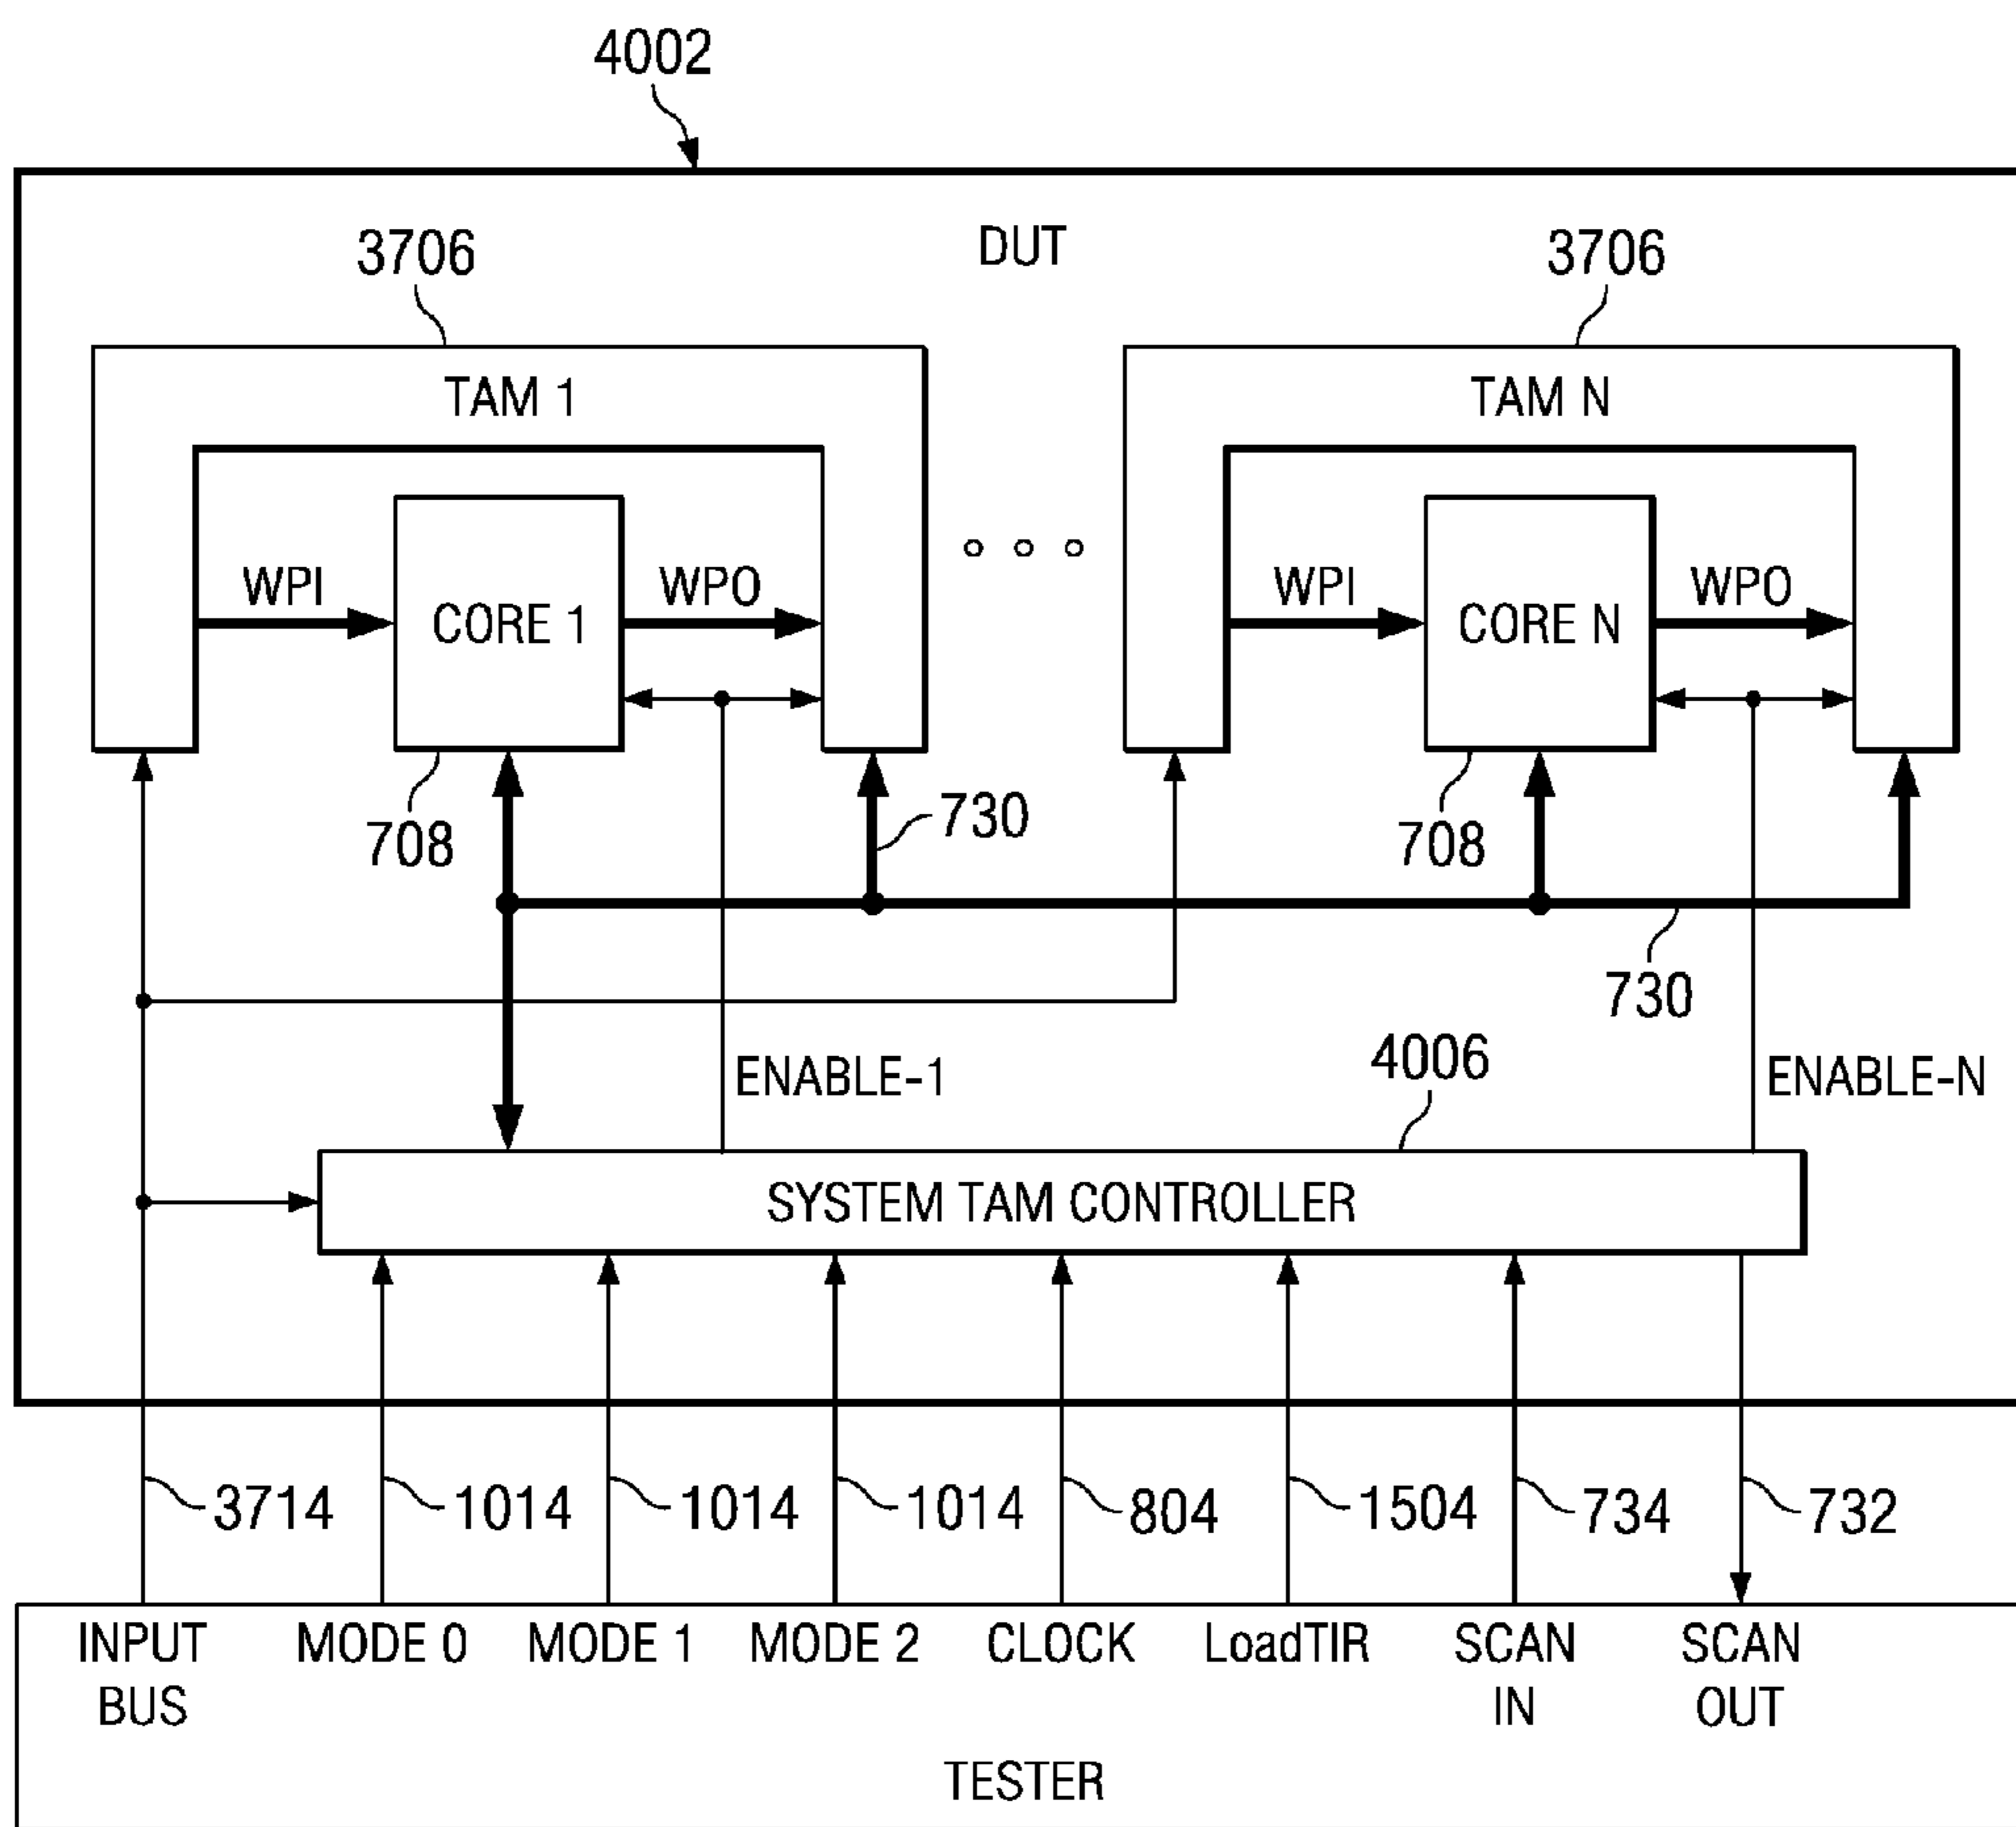 4002
DUT
3706
3706
TAM 1
TAM N
WPI
CORE 1
WPO
WPI
CORE N
WPO
708
730
708
730
ENABLE-1
4006
ENABLE-N
SYSTEM TAM CONTROLLER
3714
1014
1014
1014
804
1504
734
732
INPUT
BUS
MODE 0
MODE 1
MODE 2
CLOCK
LoadTIR
SCAN
IN
SCAN
OUT
TESTER